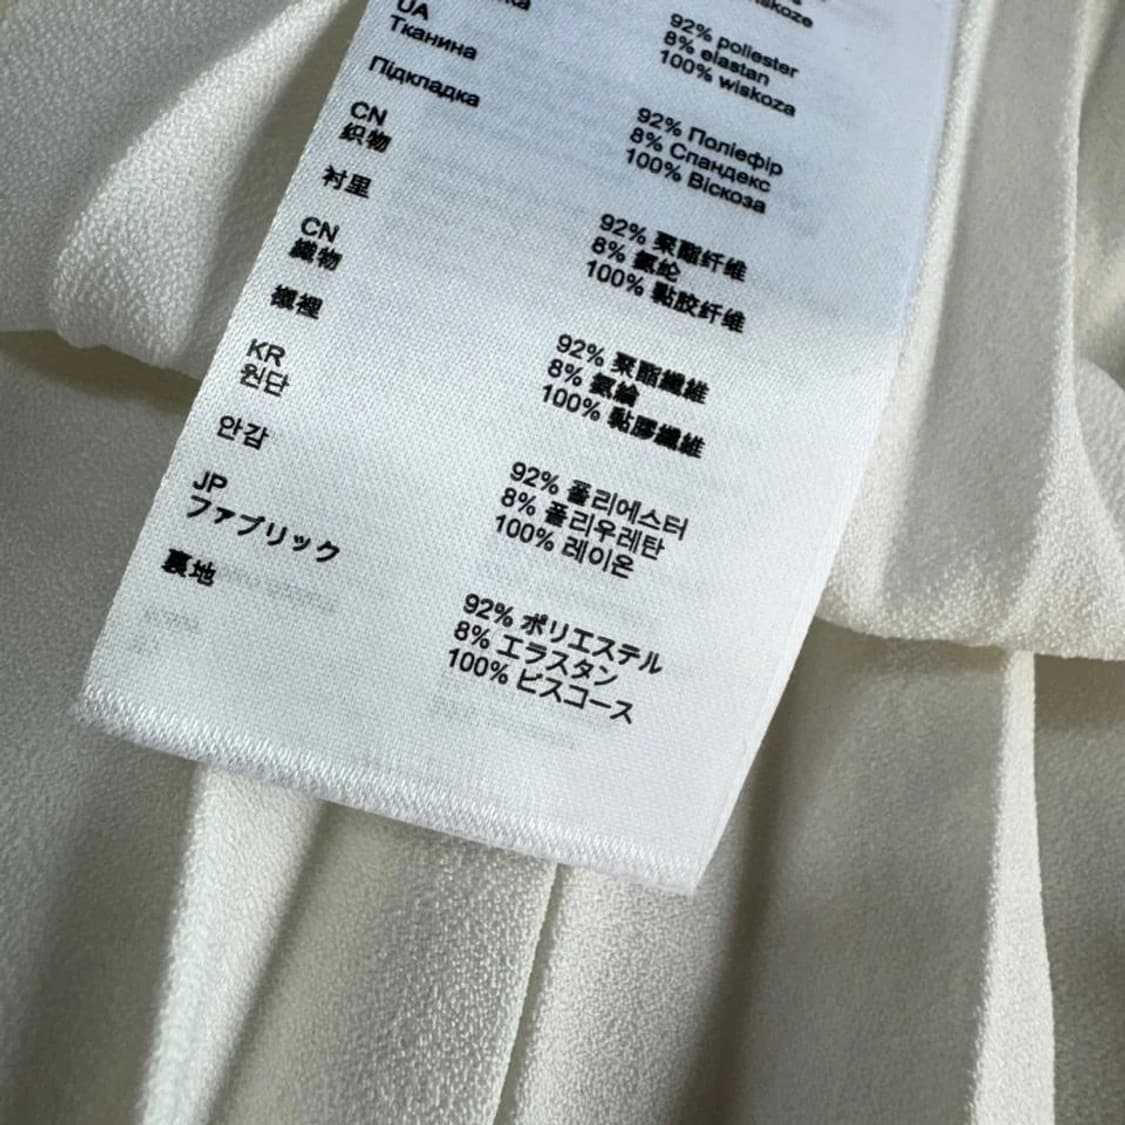 92% poliester
8% elastan
100% wiskoza
UA
Тканина
Підкладка
92% Поліефір
8% Спандекс
100% Віскоза
CN
织物
衬里
92% 聚酯纤维
8% 氨纶
100% 黏胶纤维
CN
織物
襯裡
92% 聚酯纖維
8% 氨綸
100% 黏膠纖維
KR
원단
안감
92% 폴리에스터
8% 폴리우레탄
100% 레이온
JP
ファブリック
裏地
92% ポリエステル
8% エラスタン
100% ビスコース